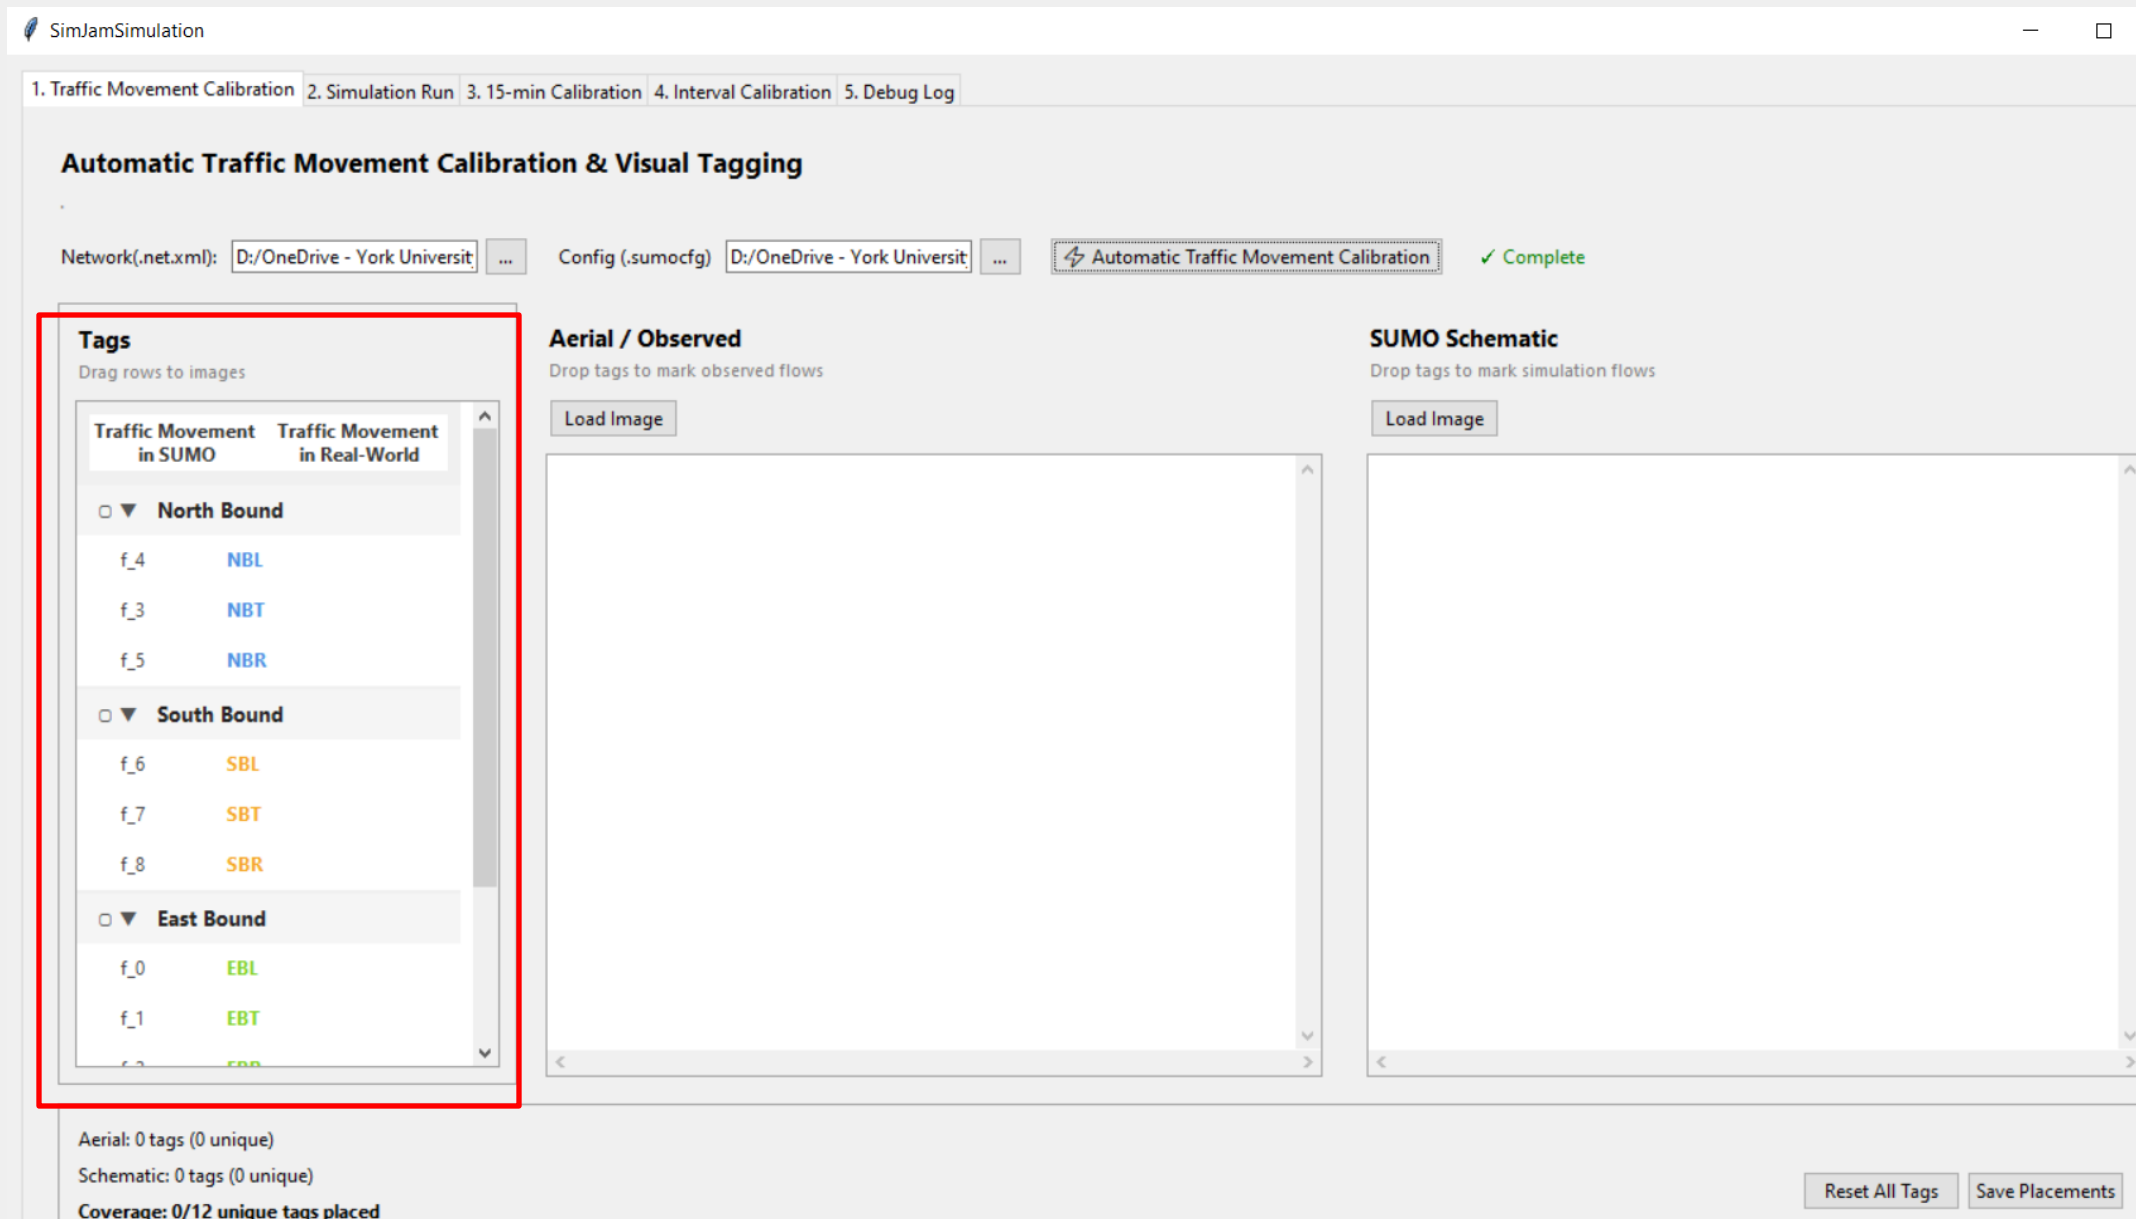 SimJamSimulation
1. Traffic Movement Calibration 2. Simulation Run 3. 15-min Calibration 4. Interval Calibration 5. Debug Log
Automatic Traffic Movement Calibration & Visual Tagging
.
Network(.net.xml): D:/OneDrive - York Universit ... Config (.sumocfg) D:/OneDrive - York Universit ... Automatic Traffic Movement Calibration ✓ Complete
Tags
Drag rows to images
Traffic Movement in SUMO
Traffic Movement in Real-World
North Bound
f_4 NBL
f_3 NBT
f_5 NBR
South Bound
f_6 SBL
f_7 SBT
f_8 SBR
East Bound
f_0 EBL
f_1 EBT
Aerial / Observed
Drop tags to mark observed flows
Load Image
SUMO Schematic
Drop tags to mark simulation flows
Load Image
Aerial: 0 tags (0 unique)
Schematic: 0 tags (0 unique)
Coverage: 0/12 unique tags placed
Reset All Tags Save Placements